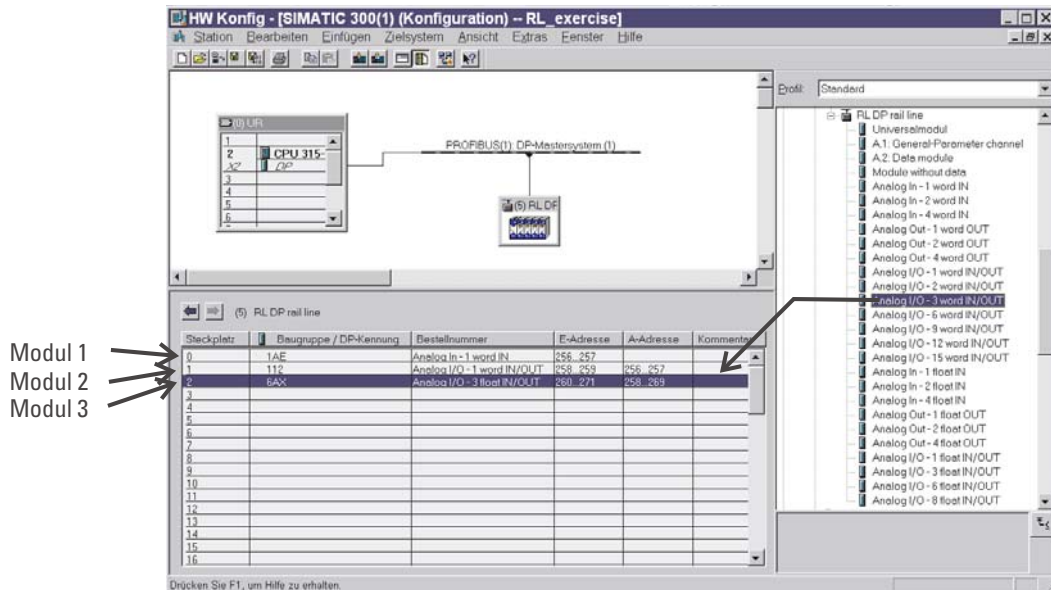 HW Konfig - [SIMATIC 300(1) (Konfiguration) -- RL_exercise]
Station Bearbeiten Einfügen Zielsystem Ansicht Extras Fenster Hilfe
(0) UR
1
2 CPU 315-
X2 DP
3
4
5
6
PROFIBUS(1): DP-Mastersystem (1)
(5) RL DP
Profil: Standard
RL DP rail line
Universalmodul
A.1: General-Parameter channel
A.2: Data module
Module without data
Analog In - 1 word IN
Analog In - 2 word IN
Analog In - 4 word IN
Analog Out - 1 word OUT
Analog Out - 2 word OUT
Analog Out - 4 word OUT
Analog I/O - 1 word IN/OUT
Analog I/O - 2 word IN/OUT
Analog I/O - 3 word IN/OUT
Analog I/O - 6 word IN/OUT
Analog I/O - 9 word IN/OUT
Analog I/O - 12 word IN/OUT
Analog I/O - 15 word IN/OUT
Analog In - 1 float IN
Analog In - 2 float IN
Analog In - 4 float IN
Analog Out - 1 float OUT
Analog Out - 2 float OUT
Analog Out - 4 float OUT
Analog I/O - 1 float IN/OUT
Analog I/O - 3 float IN/OUT
Analog I/O - 6 float IN/OUT
Analog I/O - 8 float IN/OUT
(5) RL DP rail line
Steckplatz Baugruppe / DP-Kennung Bestellnummer E-Adresse A-Adresse Kommentar
Modul 1
0 1AE Analog In - 1 word IN 256...257
Modul 2
1 112 Analog I/O - 1 word IN/OUT 258...259 256...257
Modul 3
2 6AX Analog I/O - 3 float IN/OUT 260...271 258...269
3
4
5
6
7
8
9
10
11
12
13
14
15
16
Drücken Sie F1, um Hilfe zu erhalten.